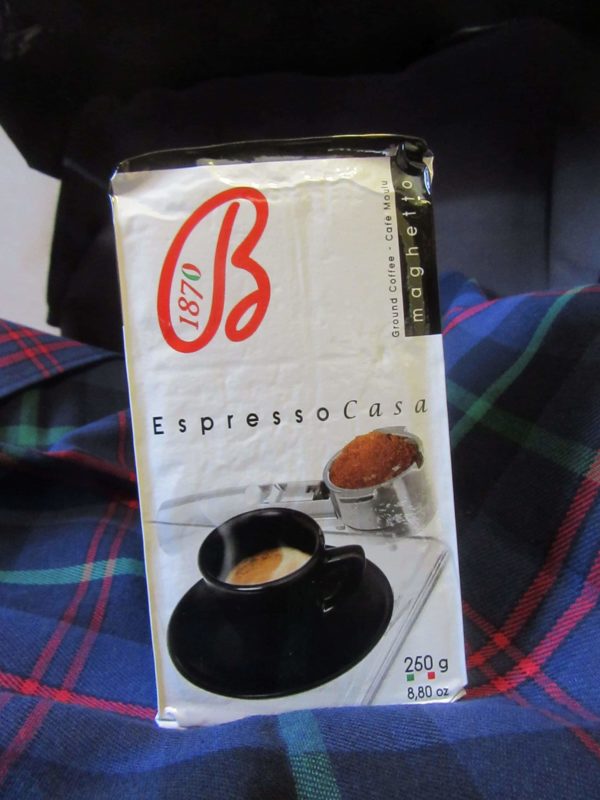 B
1870
Ground Coffee - Café Moulu
maghetto
Espresso Casa
250 g
8,80 oz